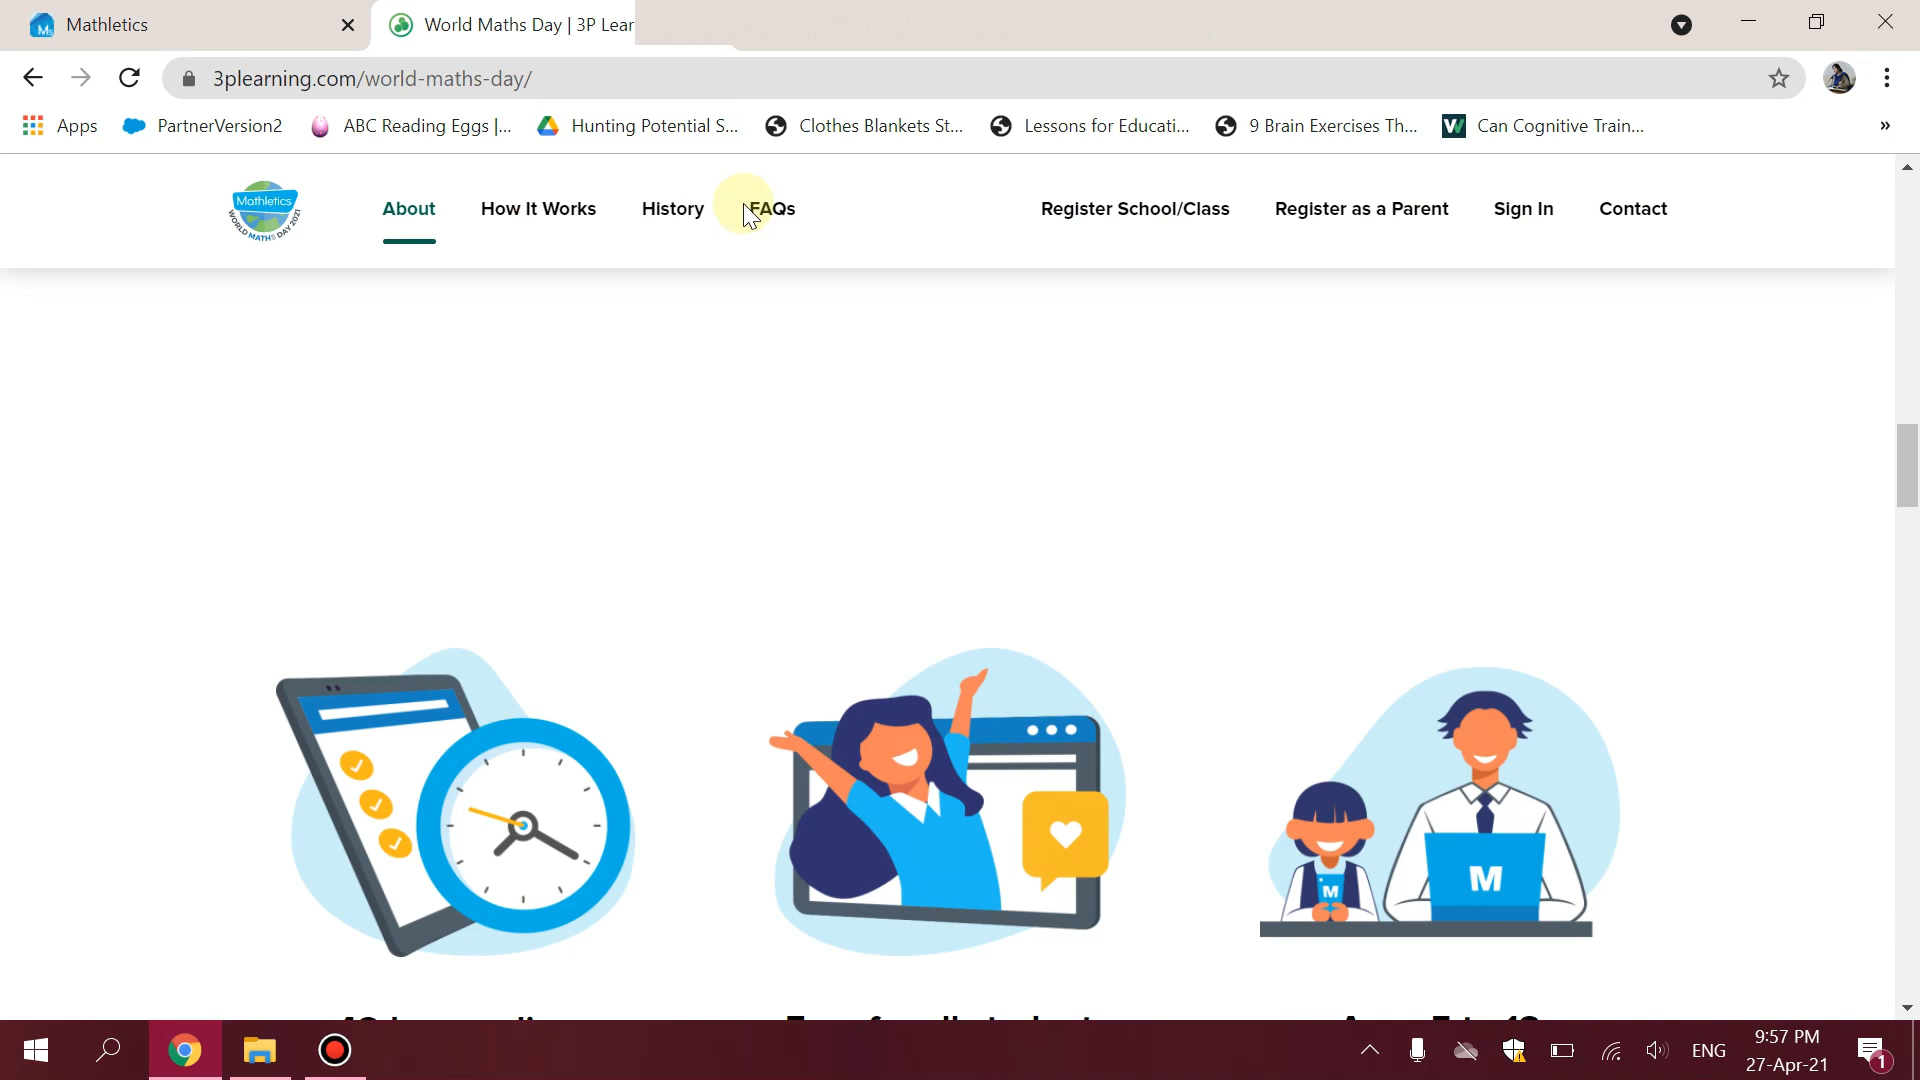 Mathletics
World Maths Day | 3P Lear
3plearning.com/world-maths-day/
Apps
PartnerVersion2
ABC Reading Eggs |...
Hunting Potential S...
Clothes Blankets St...
Lessons for Educati...
9 Brain Exercises Th...
Can Cognitive Train...
»
Mathletics
WORLD MATHS DAY 2021
About
How It Works
History
FAQs
Register School/Class
Register as a Parent
Sign In
Contact
M
M
ENG
9:57 PM
27-Apr-21
1